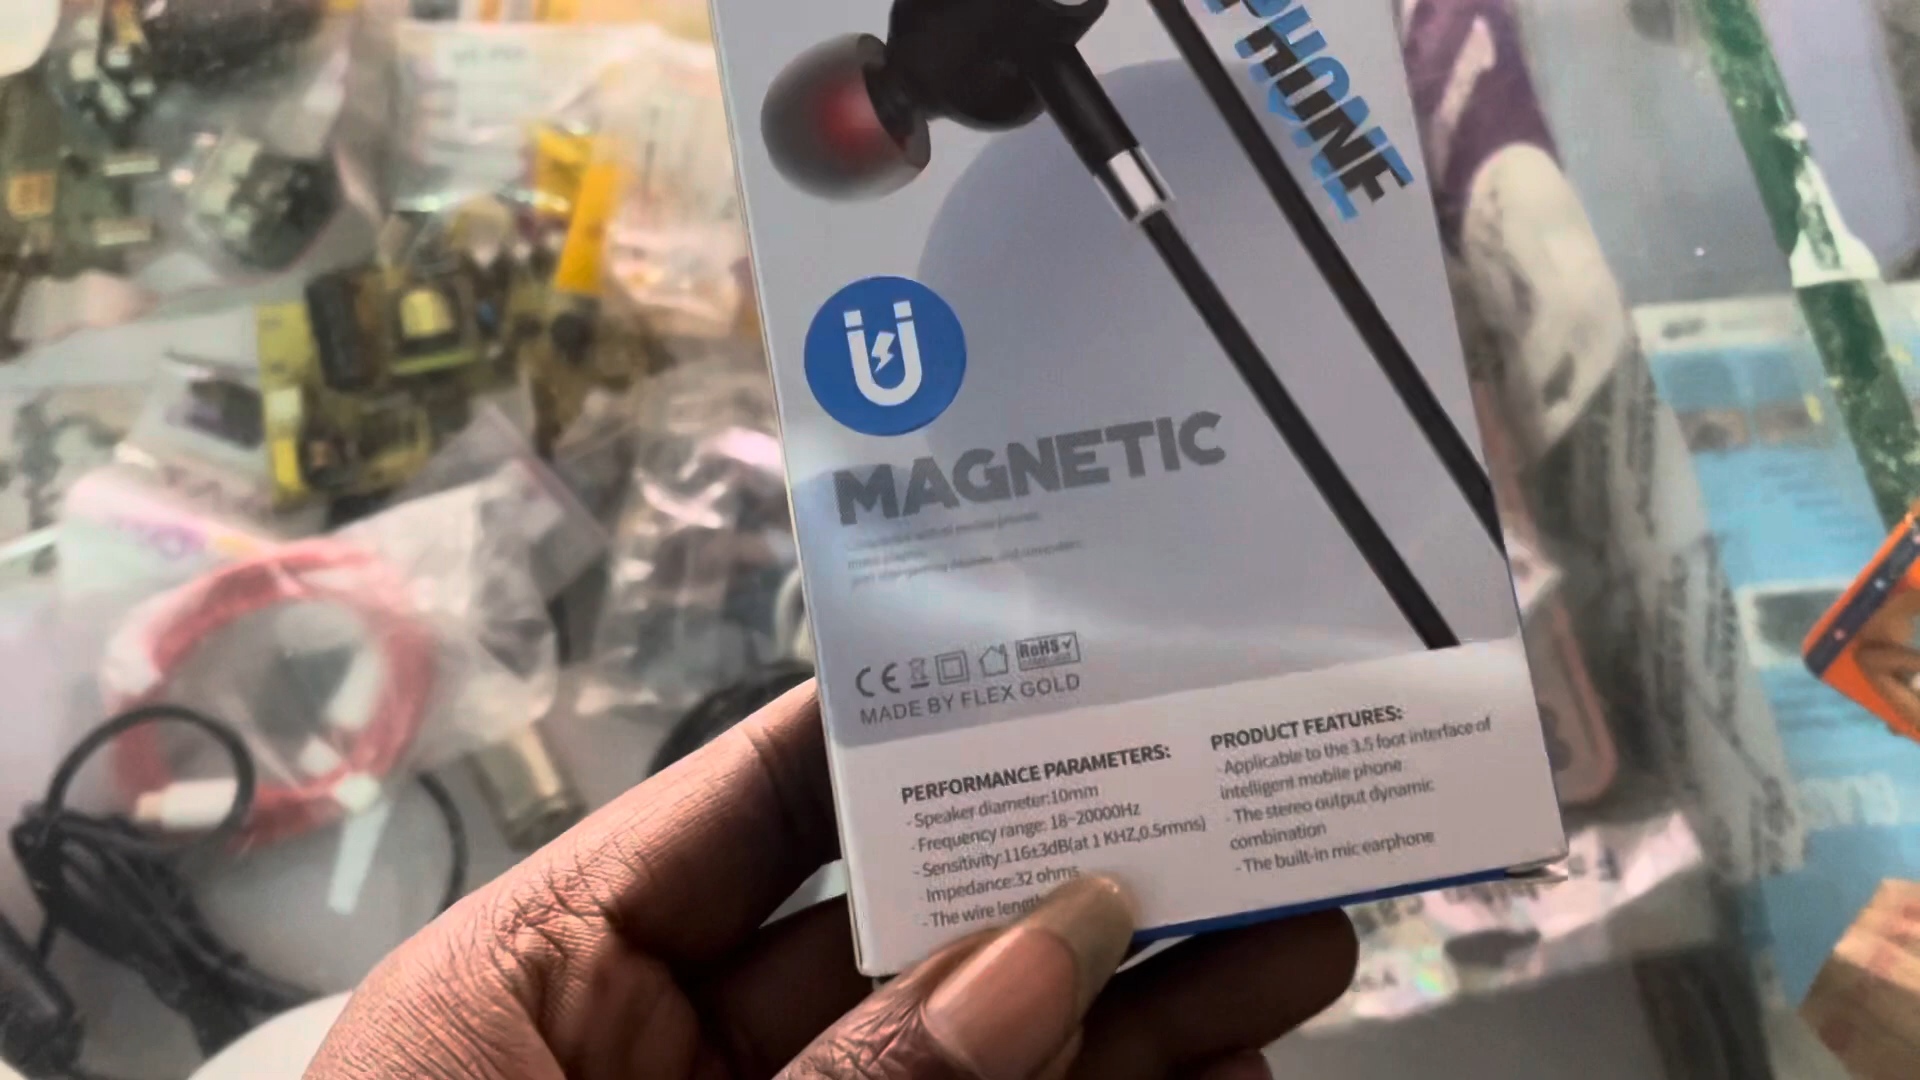 PHONE
MAGNETIC
CE RoHS
MADE BY FLEX GOLD
PERFORMANCE PARAMETERS:
- Speaker diameter:10mm
- Frequency range: 18~20000Hz
- Sensitivity:116±3dB(at 1 KHZ,0.5rmns)
- Impedance:32 ohms
- The wire length
PRODUCT FEATURES:
- Applicable to the 3.5 foot interface of
intelligent mobile phone
- The stereo output dynamic
combination
- The built-in mic earphone